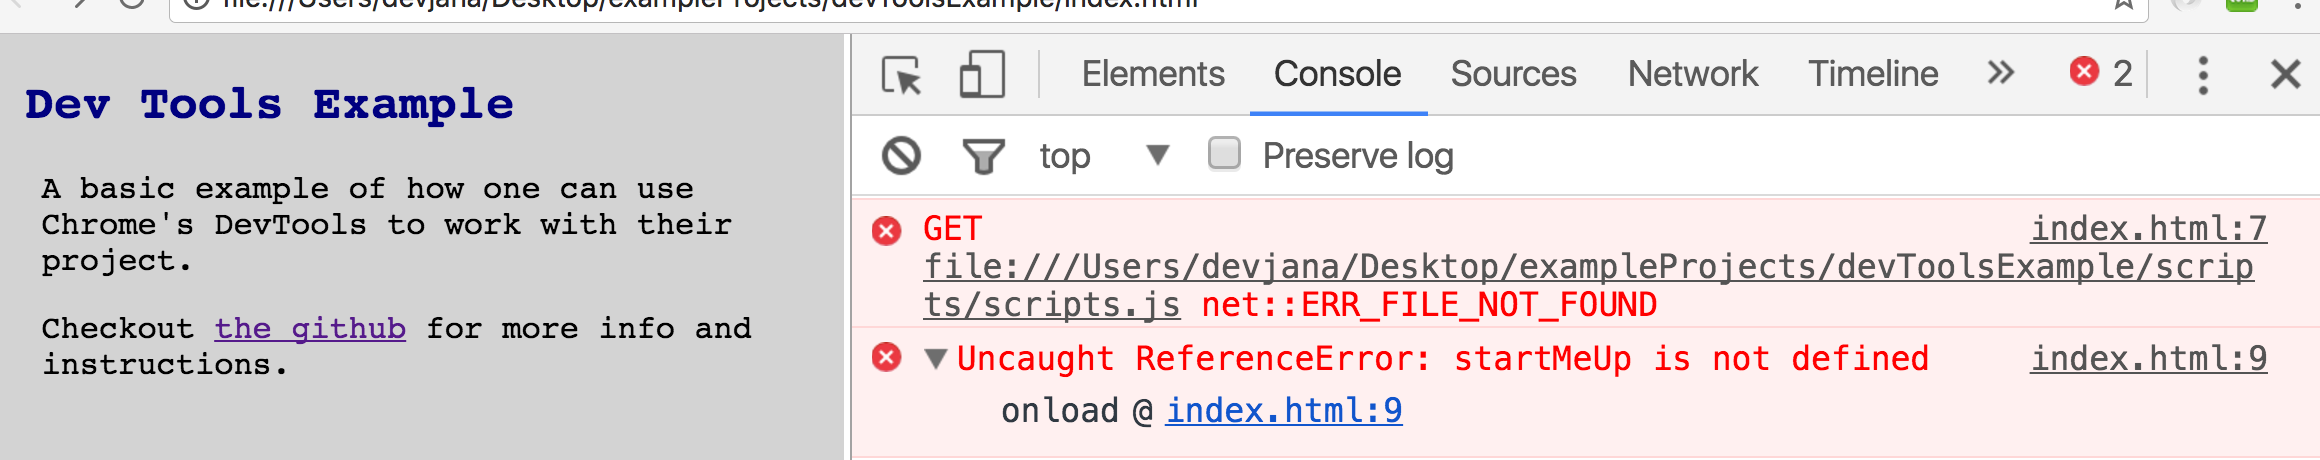 file:///Users/devjana/Desktop/exampleProjects/devToolsExample/index.html
Dev Tools Example
A basic example of how one can use
Chrome's DevTools to work with their
project.
Checkout the github for more info and
instructions.
Elements Console Sources Network Timeline » 2
top Preserve log
GET index.html:7
file:///Users/devjana/Desktop/exampleProjects/devToolsExample/scrip
ts/scripts.js net::ERR_FILE_NOT_FOUND
Uncaught ReferenceError: startMeUp is not defined index.html:9
onload @ index.html:9